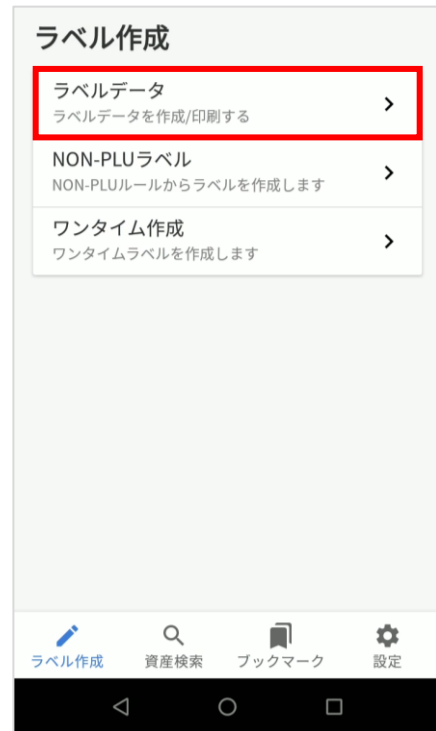 ラベル作成
ラベルデータ
ラベルデータを作成/印刷する
NON-PLUラベル
NON-PLUルールからラベルを作成します
ワンタイム作成
ワンタイムラベルを作成します
ラベル作成 資産検索 ブックマーク 設定